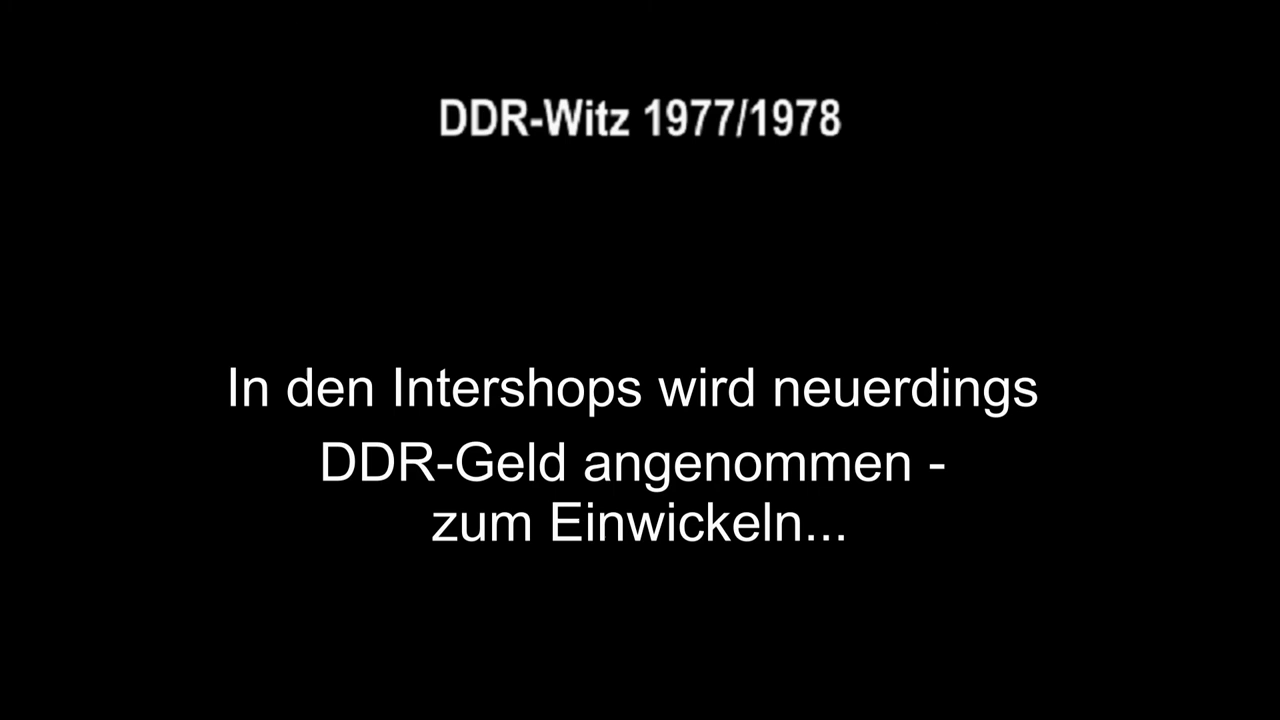 DDR-Witz 1977/1978
In den Intershops wird neuerdings
DDR-Geld angenommen -
zum Einwickeln...